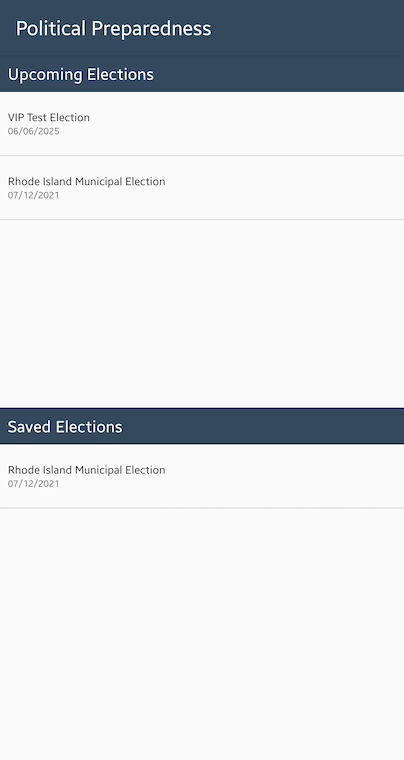 Political Preparedness
Upcoming Elections
VIP Test Election
06/06/2025
Rhode Island Municipal Election
07/12/2021
Saved Elections
Rhode Island Municipal Election
07/12/2021